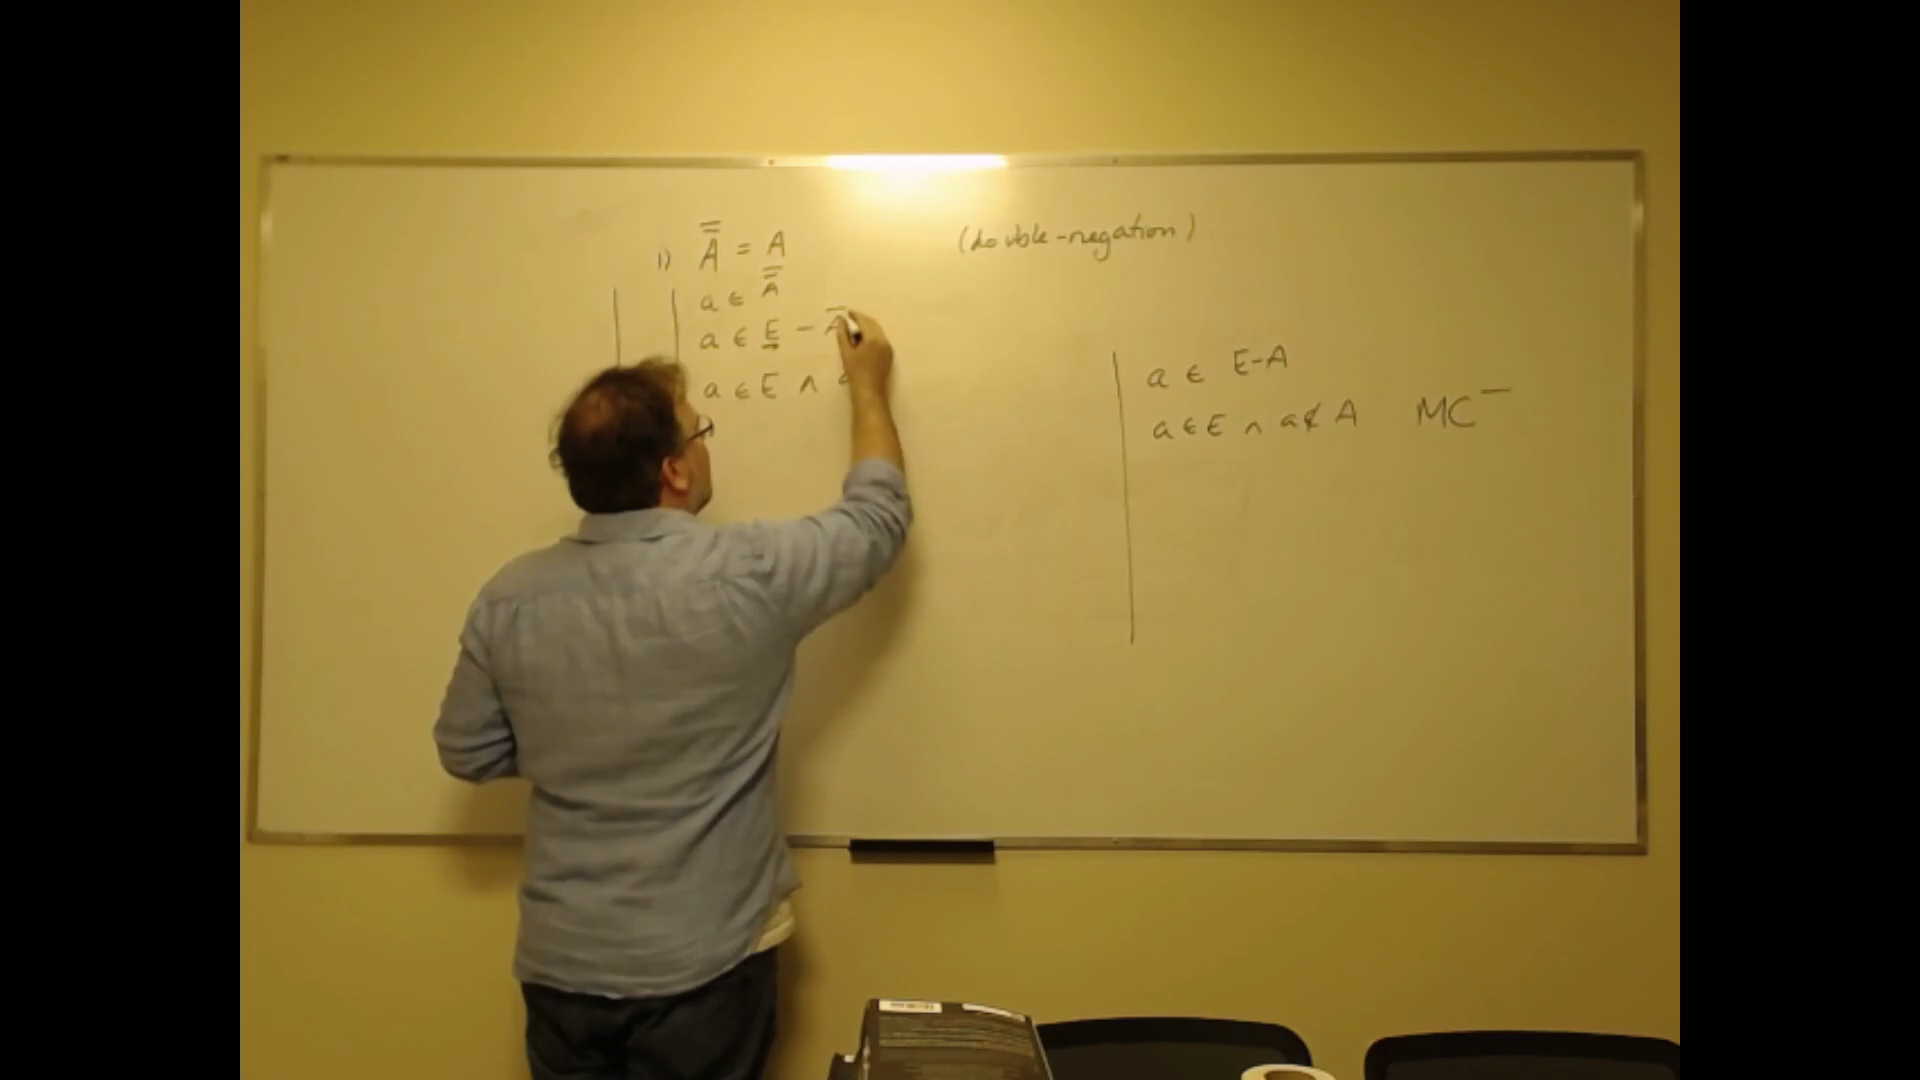 1) A̿ = A (double-negation)
a ∈ A̿
a ∈ E̲ - A̅
a ∈ E ∧ a
a ∈ E-A
a ∈ E ∧ a ∉ A MC⁻